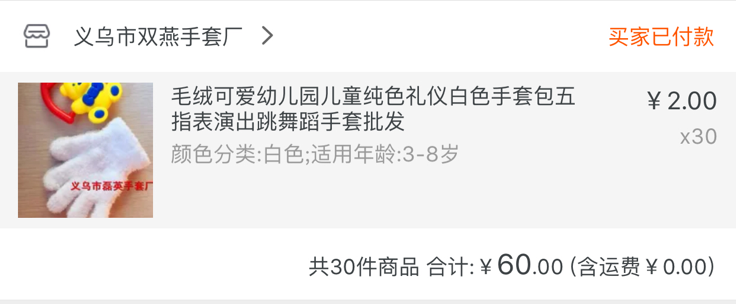 义乌市双燕手套厂
买家已付款
毛绒可爱幼儿园儿童纯色礼仪白色手套包五
指表演出跳舞蹈手套批发
颜色分类:白色;适用年龄:3-8岁
￥2.00
x30
义乌市磊英手套厂
共30件商品 合计:￥60.00 (含运费￥0.00)